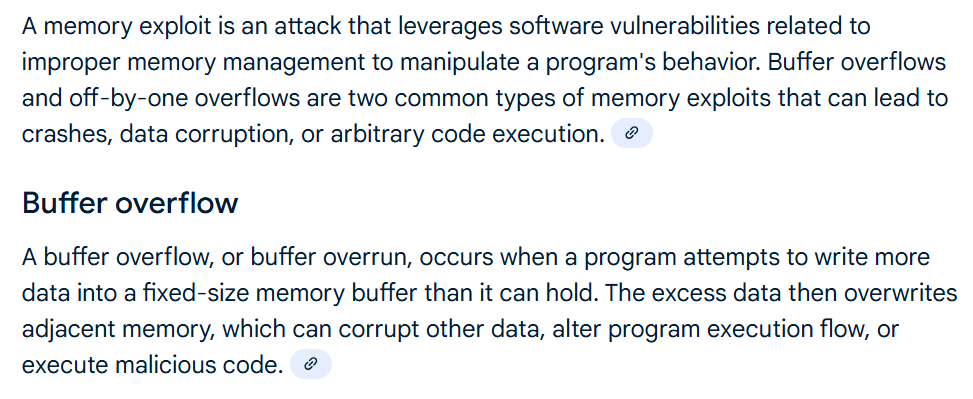 A memory exploit is an attack that leverages software vulnerabilities related to
improper memory management to manipulate a program's behavior. Buffer overflows
and off-by-one overflows are two common types of memory exploits that can lead to
crashes, data corruption, or arbitrary code execution.
Buffer overflow
A buffer overflow, or buffer overrun, occurs when a program attempts to write more
data into a fixed-size memory buffer than it can hold. The excess data then overwrites
adjacent memory, which can corrupt other data, alter program execution flow, or
execute malicious code.